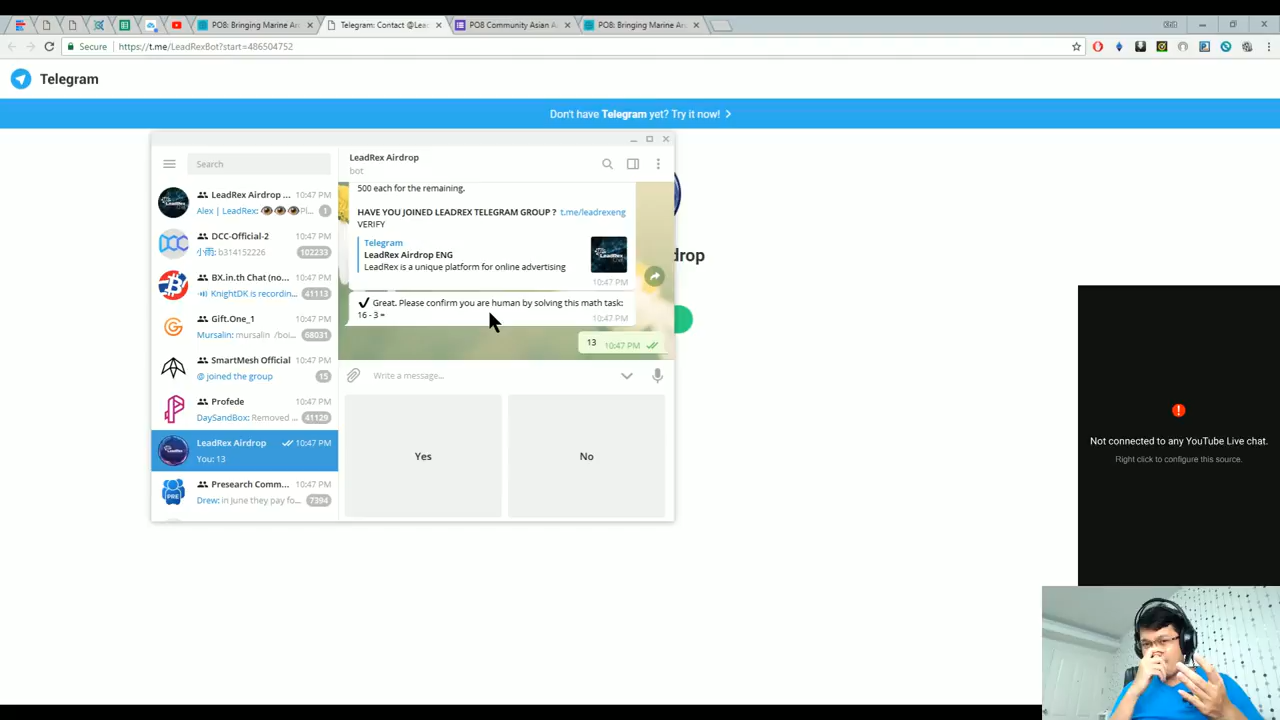 PO8: Bringing Marine Arc
Telegram: Contact @Lea
PO8 Community Asian A
PO8: Bringing Marine Arc
Secure
https://t.me/LeadRexBot?start=486504752
Telegram
Don't have Telegram yet? Try it now!
Search
LeadRex Airdrop ... 10:47 PM
Alex | LeadRex: 1
DCC-Official-2 10:47 PM
小雨: b314152226 102233
BX.in.th Chat (no... 10:47 PM
KnightDK is recordin... 41113
Gift.One_1 10:47 PM
Mursalin: mursalin /boi... 68031
SmartMesh Official 10:47 PM
@ joined the group 15
Profede 10:47 PM
DaySandBox: Removed ... 41129
LeadRex Airdrop 10:47 PM
You: 13
PRE
Presearch Comm... 10:47 PM
Drew: in June they pay fo... 7394
LeadRex Airdrop
bot
500 each for the remaining.
HAVE YOU JOINED LEADREX TELEGRAM GROUP ? t.me/leadrexeng
VERIFY
Telegram
LeadRex Airdrop ENG
LeadRex is a unique platform for online advertising
10:47 PM
✔ Great. Please confirm you are human by solving this math task:
16 - 3 = 10:47 PM
13 10:47 PM
Write a message...
Yes
No
drop
Not connected to any YouTube Live chat.
Right click to configure this source.